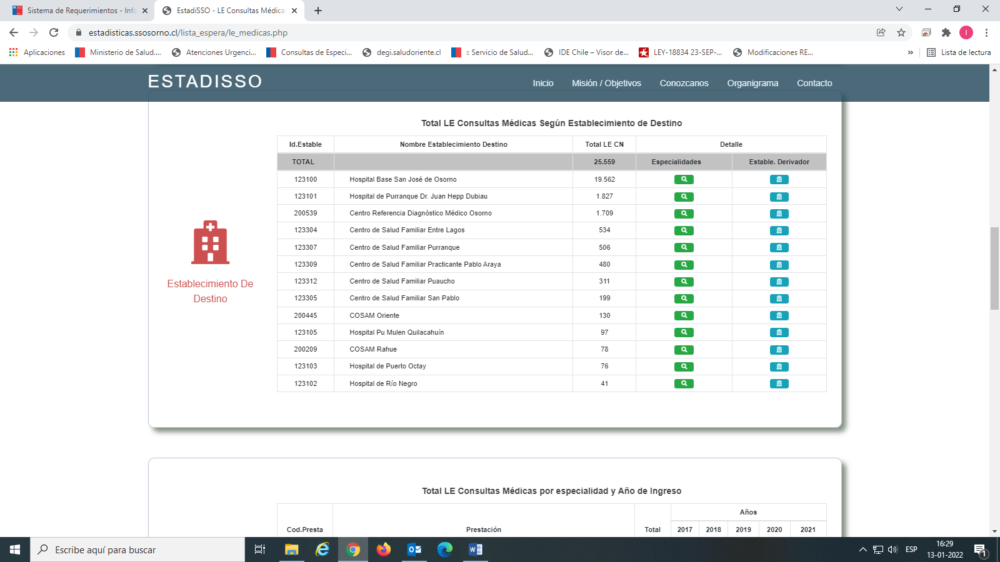 Sistema de Requerimientos - Info
EstadiSSO - LE Consultas Médica
estadisticas.ssosorno.cl/lista_espera/le_medicas.php
Aplicaciones Ministerio de Salud.... Atenciones Urgenci... Consultas de Especi... degi.saludoriente.cl :: Servicio de Salud... IDE Chile – Visor de... LEY-18834 23-SEP-... Modificaciones RE... » Lista de lectura
ESTADISSO Inicio Misión / Objetivos Conozcanos Organigrama Contacto
Total LE Consultas Médicas Según Establecimiento de Destino
Id.Estable Nombre Establecimiento Destino Total LE CN Detalle
TOTAL 25.559 Especialidades Estable. Derivador
123100 Hospital Base San José de Osorno 19.562
123101 Hospital de Purranque Dr. Juan Hepp Dubiau 1.827
200539 Centro Referencia Diagnóstico Médico Osorno 1.709
123304 Centro de Salud Familiar Entre Lagos 534
123307 Centro de Salud Familiar Purranque 506
123309 Centro de Salud Familiar Practicante Pablo Araya 480
123312 Centro de Salud Familiar Puaucho 311
123305 Centro de Salud Familiar San Pablo 199
200445 COSAM Oriente 130
123105 Hospital Pu Mulen Quilacahuín 97
200209 COSAM Rahue 78
123103 Hospital de Puerto Octay 76
123102 Hospital de Río Negro 41
Establecimiento De
Destino
Total LE Consultas Médicas por especialidad y Año de Ingreso
Años
Cod.Presta Prestación Total 2017 2018 2019 2020 2021
Escribe aquí para buscar
ESP
16:29
13-01-2022
1